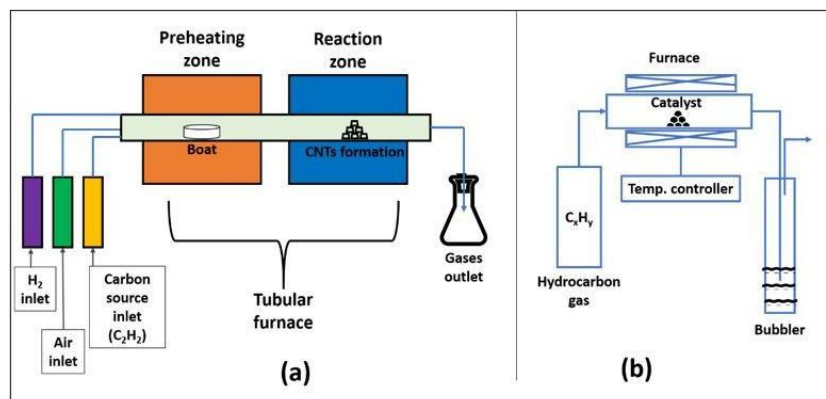 Preheating
zone
Reaction
zone
Boat
CNTs formation
H₂
inlet
Air
inlet
Carbon
source
inlet
(C₂H₂)
Tubular
furnace
Gases
outlet
(a)
Furnace
Catalyst
Temp. controller
CₓHᵧ
Hydrocarbon
gas
Bubbler
(b)